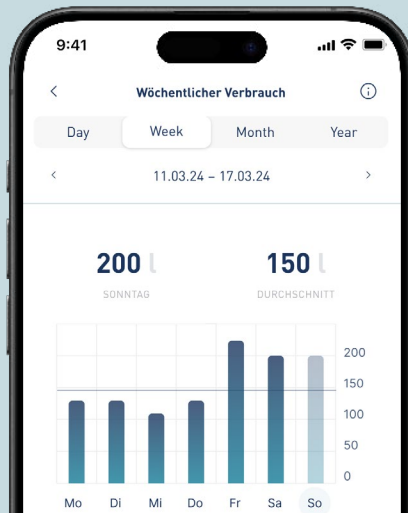 9:41
Wöchentlicher Verbrauch
Day Week Month Year
11.03.24 – 17.03.24
200 l 150 l
SONNTAG DURCHSCHNITT
200
150
100
50
0
Mo Di Mi Do Fr Sa So